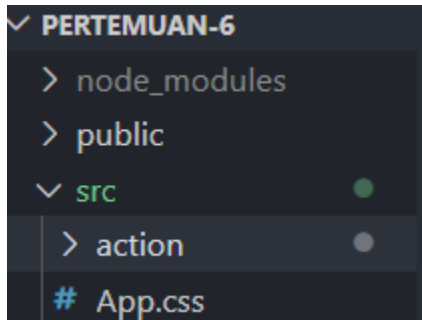 PERTEMUAN-6
node_modules
public
src
action
# App.css